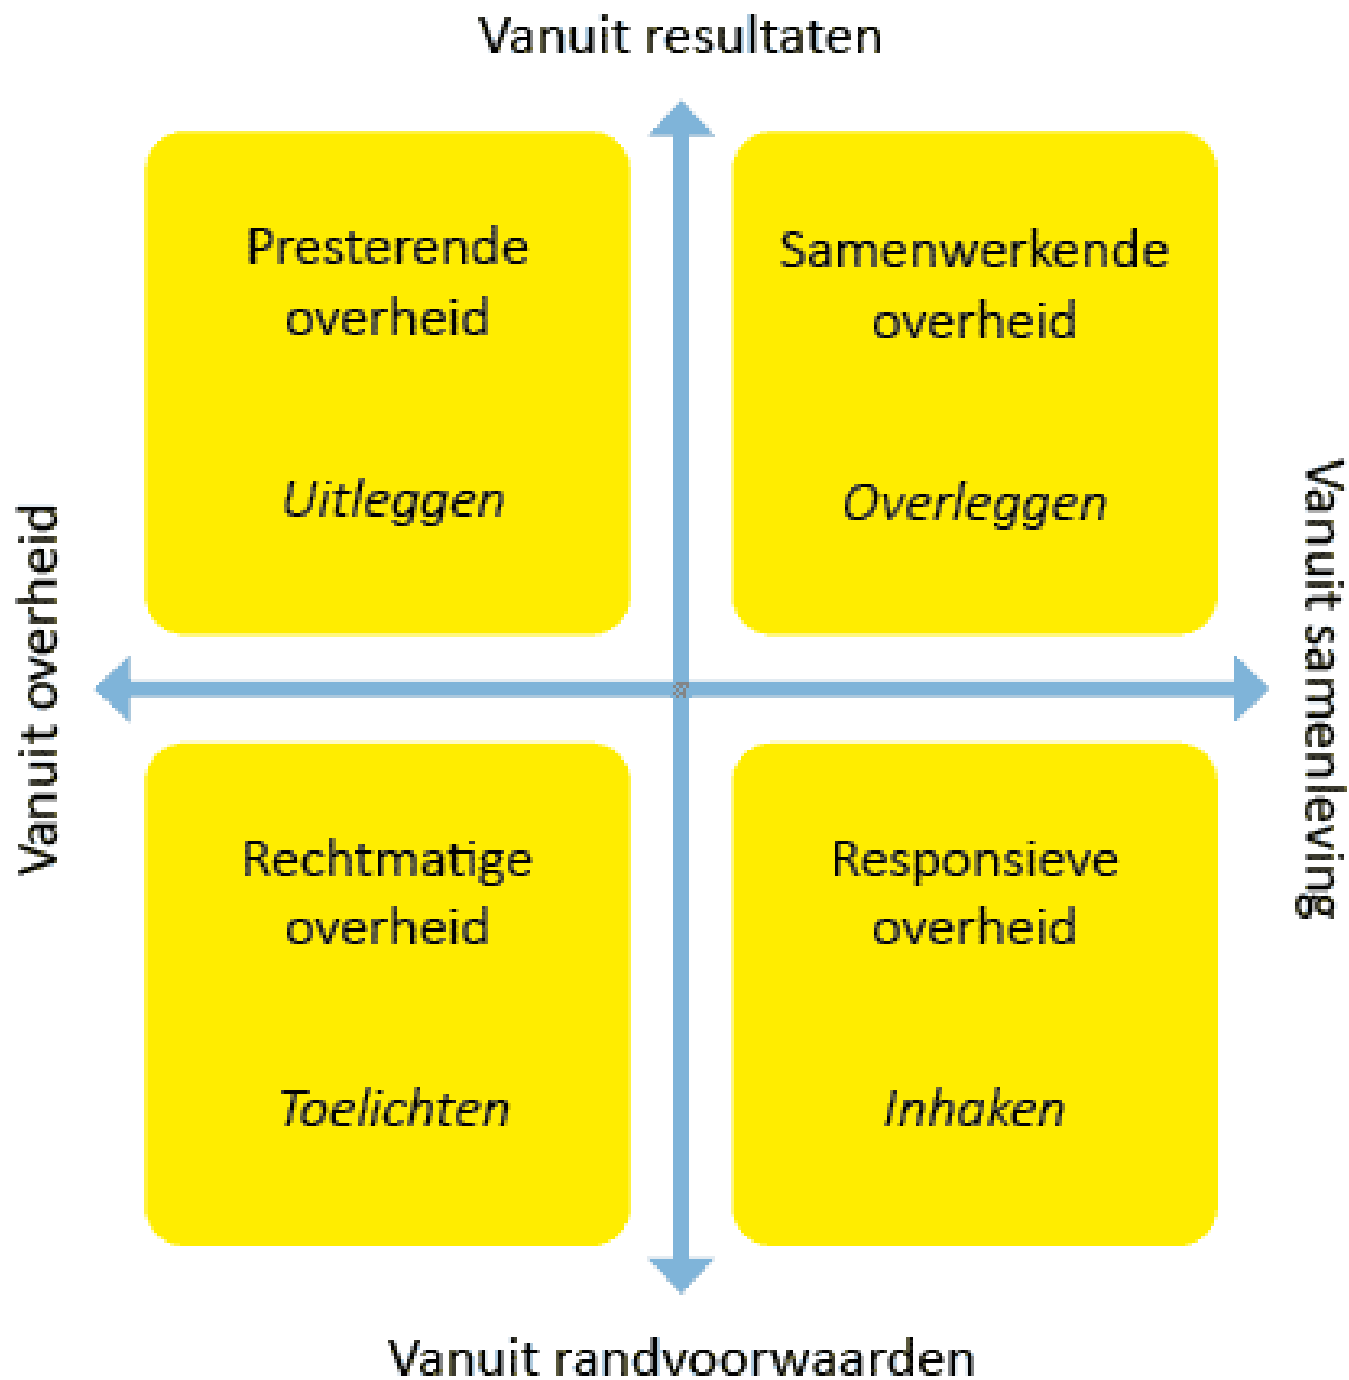 Vanuit resultaten
Presterende
overheid
Uitleggen
Samenwerkende
overheid
Overleggen
Vanuit overheid
Vanuit samenleving
Rechtmatige
overheid
Toelichten
Responsieve
overheid
Inhaken
Vanuit randvoorwaarden